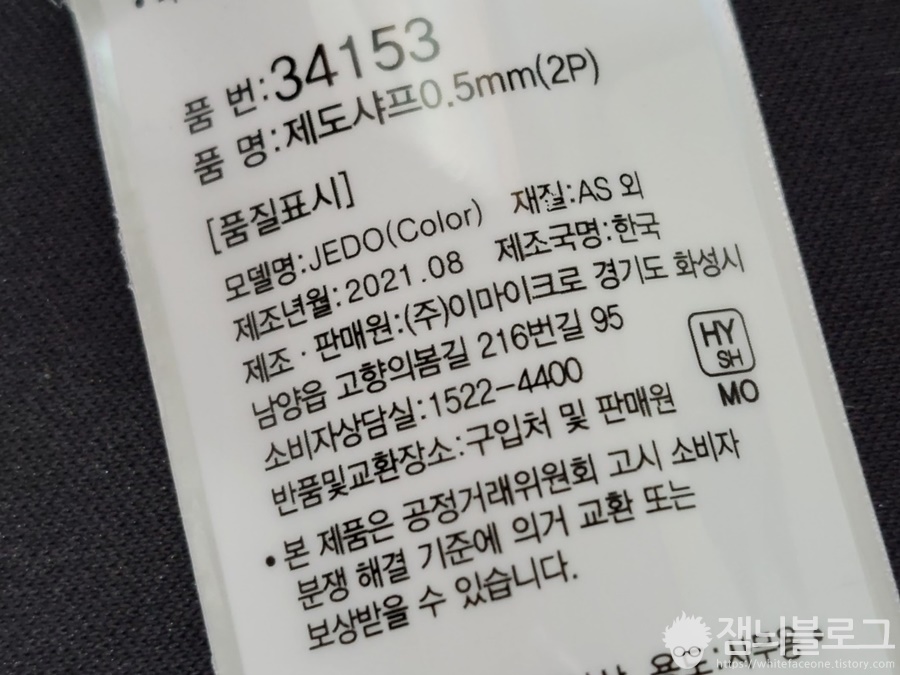 품 번:34153
품 명:제도샤프0.5mm(2P)
[품질표시]
모델명:JEDO(Color) 재질:AS 외
제조년월:2021.08 제조국명:한국
제조·판매원:(주)이마이크로 경기도 화성시
남양읍 고향의봄길 216번길 95
소비자상담실:1522-4400
반품및교환장소:구입처 및 판매원
HY
SH
MO
• 본 제품은 공정거래위원회 고시 소비자
분쟁 해결 기준에 의거 교환 또는
보상받을 수 있습니다.
용도:사무용
잼니블로그
https://whitefaceone.tistory.com